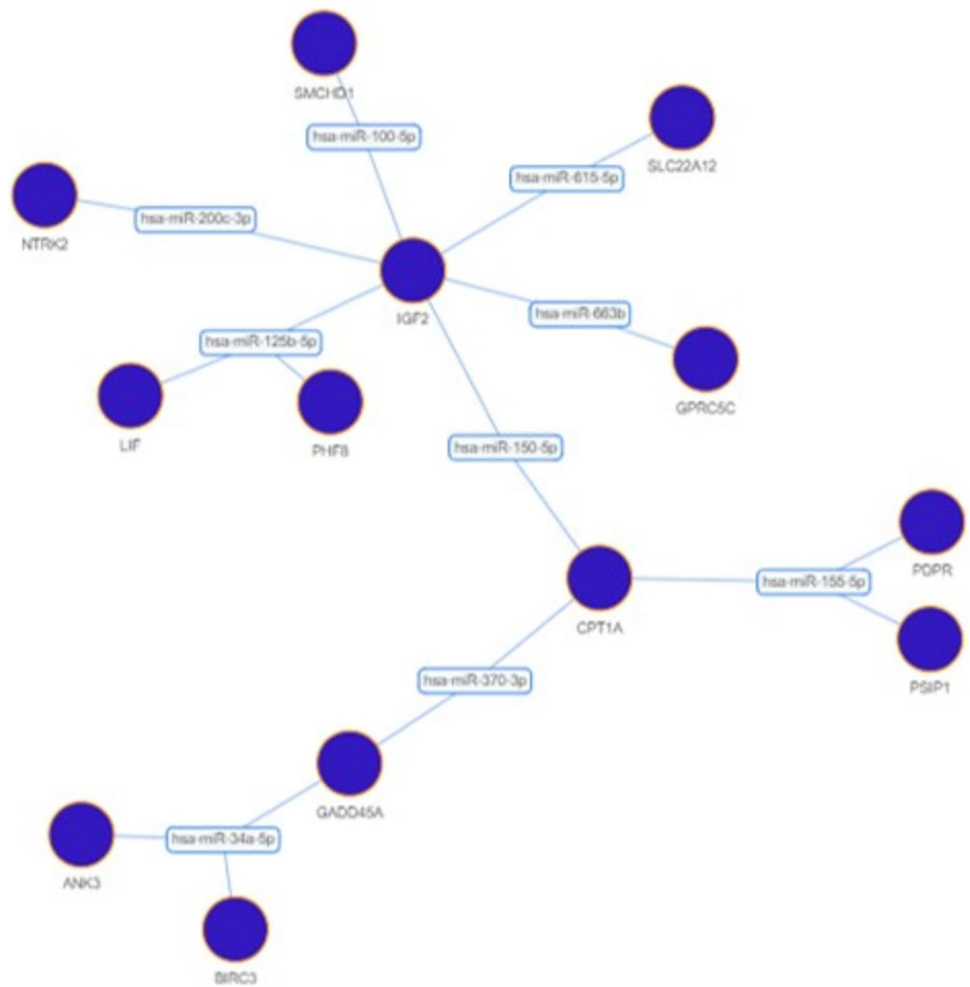 SMCHD1
hsa-miR-100-5p
SLC22A12
hsa-miR-615-5p
NTRK2
hsa-miR-200c-3p
IGF2
hsa-miR-663b
hsa-miR-125b-5p
GPRC5C
LIF
PHF8
hsa-miR-150-5p
PDPR
hsa-miR-155-5p
CPT1A
PSIP1
hsa-miR-370-3p
GADD45A
hsa-miR-34a-5p
ANK3
BIRC3